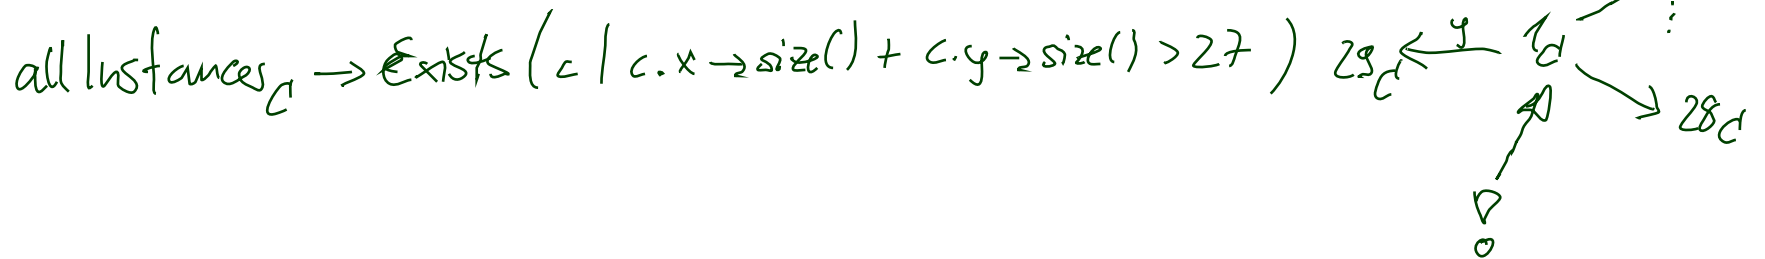 allInstances_C → Exists ( c | c.x → size() + c.y → size() > 27 ) 29_C y 1_C ⋮
28_C